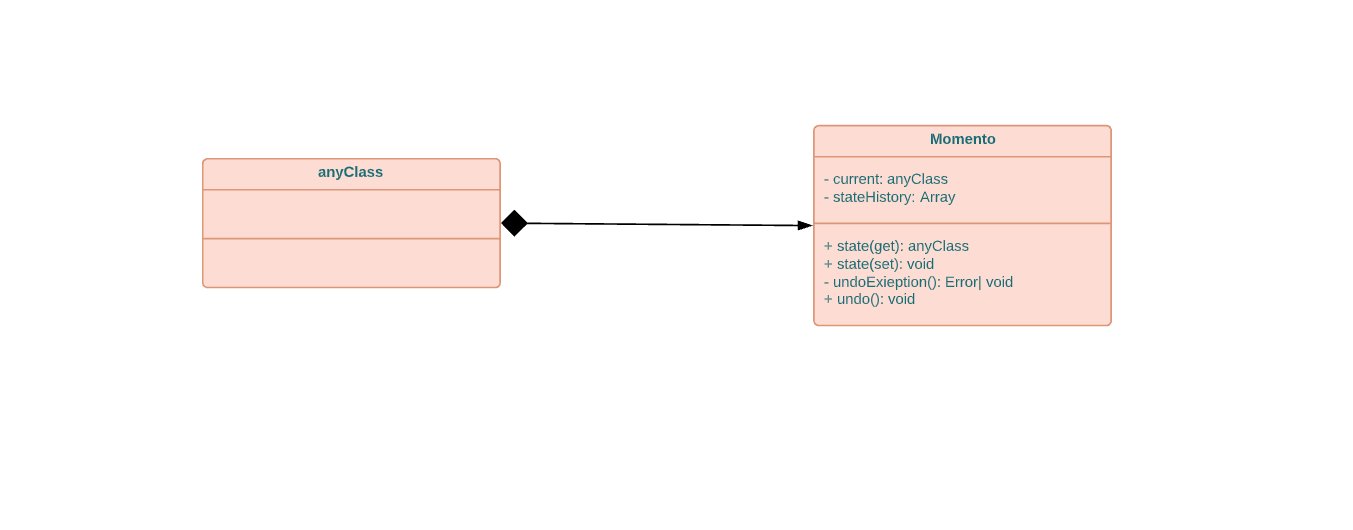 anyClass
Momento
- current: anyClass
- stateHistory: Array
+ state(get): anyClass
+ state(set): void
- undoExieption(): Error| void
+ undo(): void